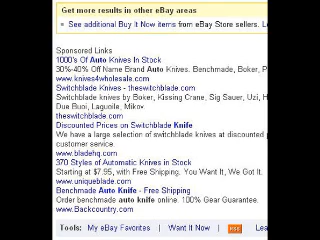 Get more results in other eBay areas
See additional Buy It Now items from eBay Store sellers.
Sponsored Links
1000's Of Auto Knives In Stock
30%-40% Off Name Brand Auto Knives. Benchmade, Boker, P
www.knives4wholesale.com
Switchblade Knives - theswitchblade.com
Switchblade knives by Boker, Kissing Crane, Sig Sauer, Uzi, H
Due Buoi, Laguoile, Mikov
theswitchblade.com
Discounted Prices on Switchblade Knife
We have a large selection of switchblade knives at discounted p
customer service.
www.bladehq.com
370 Styles of Automatic Knives in Stock
Starting at $7.95, with Free Shipping. You Want It, We Got It.
www.uniqueblade.com
Benchmade Auto Knife - Free Shipping
Order benchmade auto knife online. 100% Gear Guarantee.
www.Backcountry.com
Tools: My eBay Favorites | Want It Now | RSS Lea